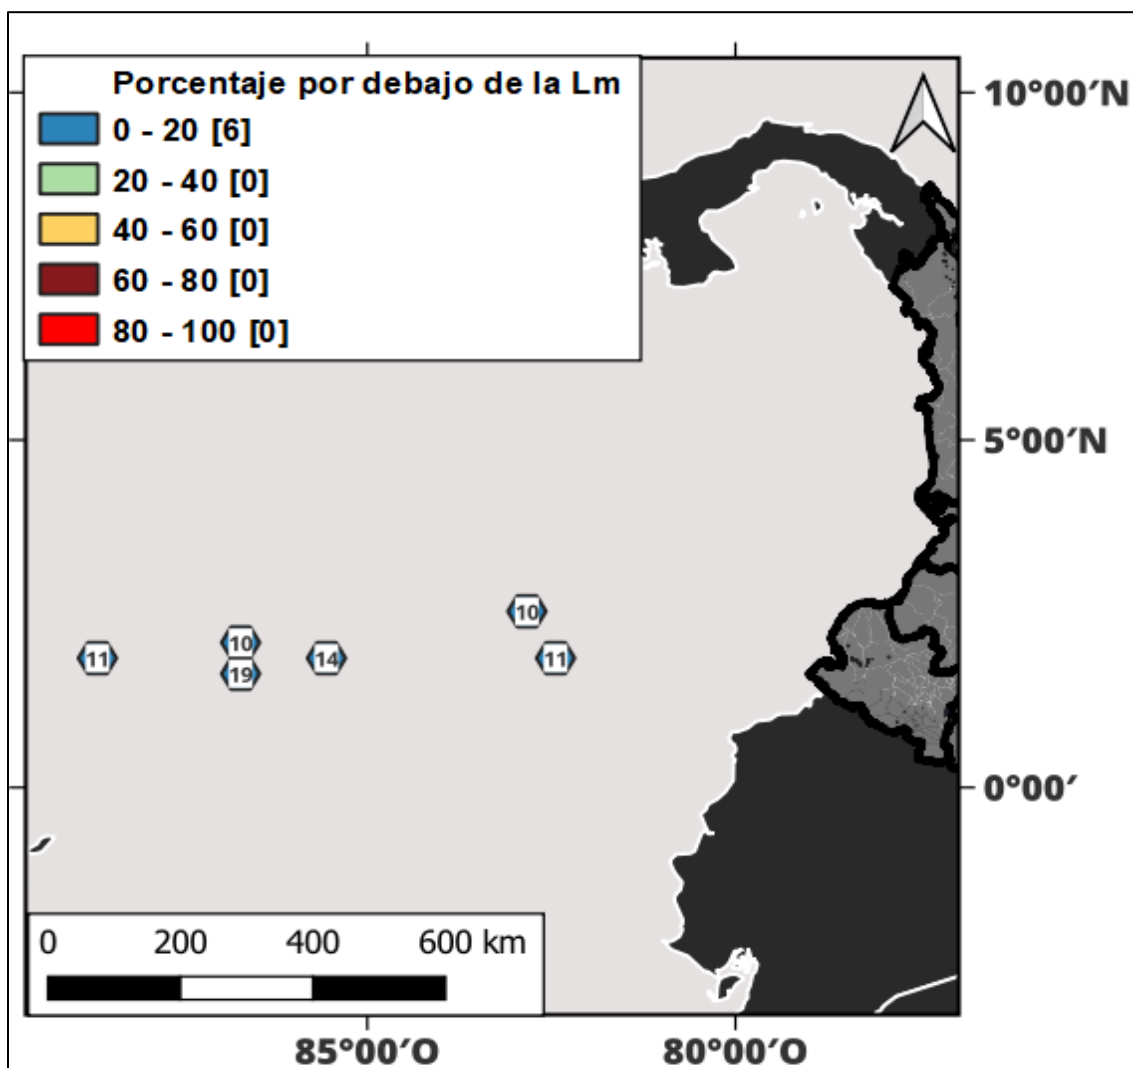 Porcentaje por debajo de la Lm
0 - 20 [6]
20 - 40 [0]
40 - 60 [0]
60 - 80 [0]
80 - 100 [0]
10°00′N
5°00′N
10
10
11
14
11
19
0°00′
0 200 400 600 km
85°00′O 80°00′O